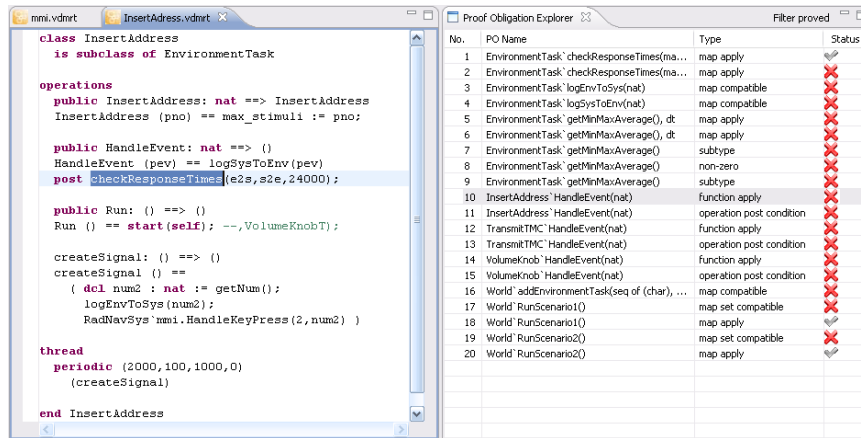 mmi.vdmrt
InsertAdress.vdmrt
class InsertAddress
is subclass of EnvironmentTask
operations
public InsertAddress: nat ==> InsertAddress
InsertAddress (pno) == max_stimuli := pno;
public HandleEvent: nat ==> ()
HandleEvent (pev) == logSysToEnv(pev)
post checkResponseTimes(e2s,s2e,24000);
public Run: () ==> ()
Run () == start(self); --,VolumeKnobT);
createSignal: () ==> ()
createSignal () ==
( dcl num2 : nat := getNum();
logEnvToSys(num2);
RadNavSys`mmi.HandleKeyPress(2,num2) )
thread
periodic (2000,100,1000,0)
(createSignal)
end InsertAddress
Proof Obligation Explorer
Filter proved
No. PO Name Type Status
1 EnvironmentTask`checkResponseTimes(ma... map apply
2 EnvironmentTask`checkResponseTimes(ma... map apply
3 EnvironmentTask`logEnvToSys(nat) map compatible
4 EnvironmentTask`logSysToEnv(nat) map compatible
5 EnvironmentTask`getMinMaxAverage(), dt map apply
6 EnvironmentTask`getMinMaxAverage(), dt map apply
7 EnvironmentTask`getMinMaxAverage() subtype
8 EnvironmentTask`getMinMaxAverage() non-zero
9 EnvironmentTask`getMinMaxAverage() subtype
10 InsertAddress`HandleEvent(nat) function apply
11 InsertAddress`HandleEvent(nat) operation post condition
12 TransmitTMC`HandleEvent(nat) function apply
13 TransmitTMC`HandleEvent(nat) operation post condition
14 VolumeKnob`HandleEvent(nat) function apply
15 VolumeKnob`HandleEvent(nat) operation post condition
16 World`addEnvironmentTask(seq of (char), ... map compatible
17 World`RunScenario1() map set compatible
18 World`RunScenario1() map apply
19 World`RunScenario2() map set compatible
20 World`RunScenario2() map apply